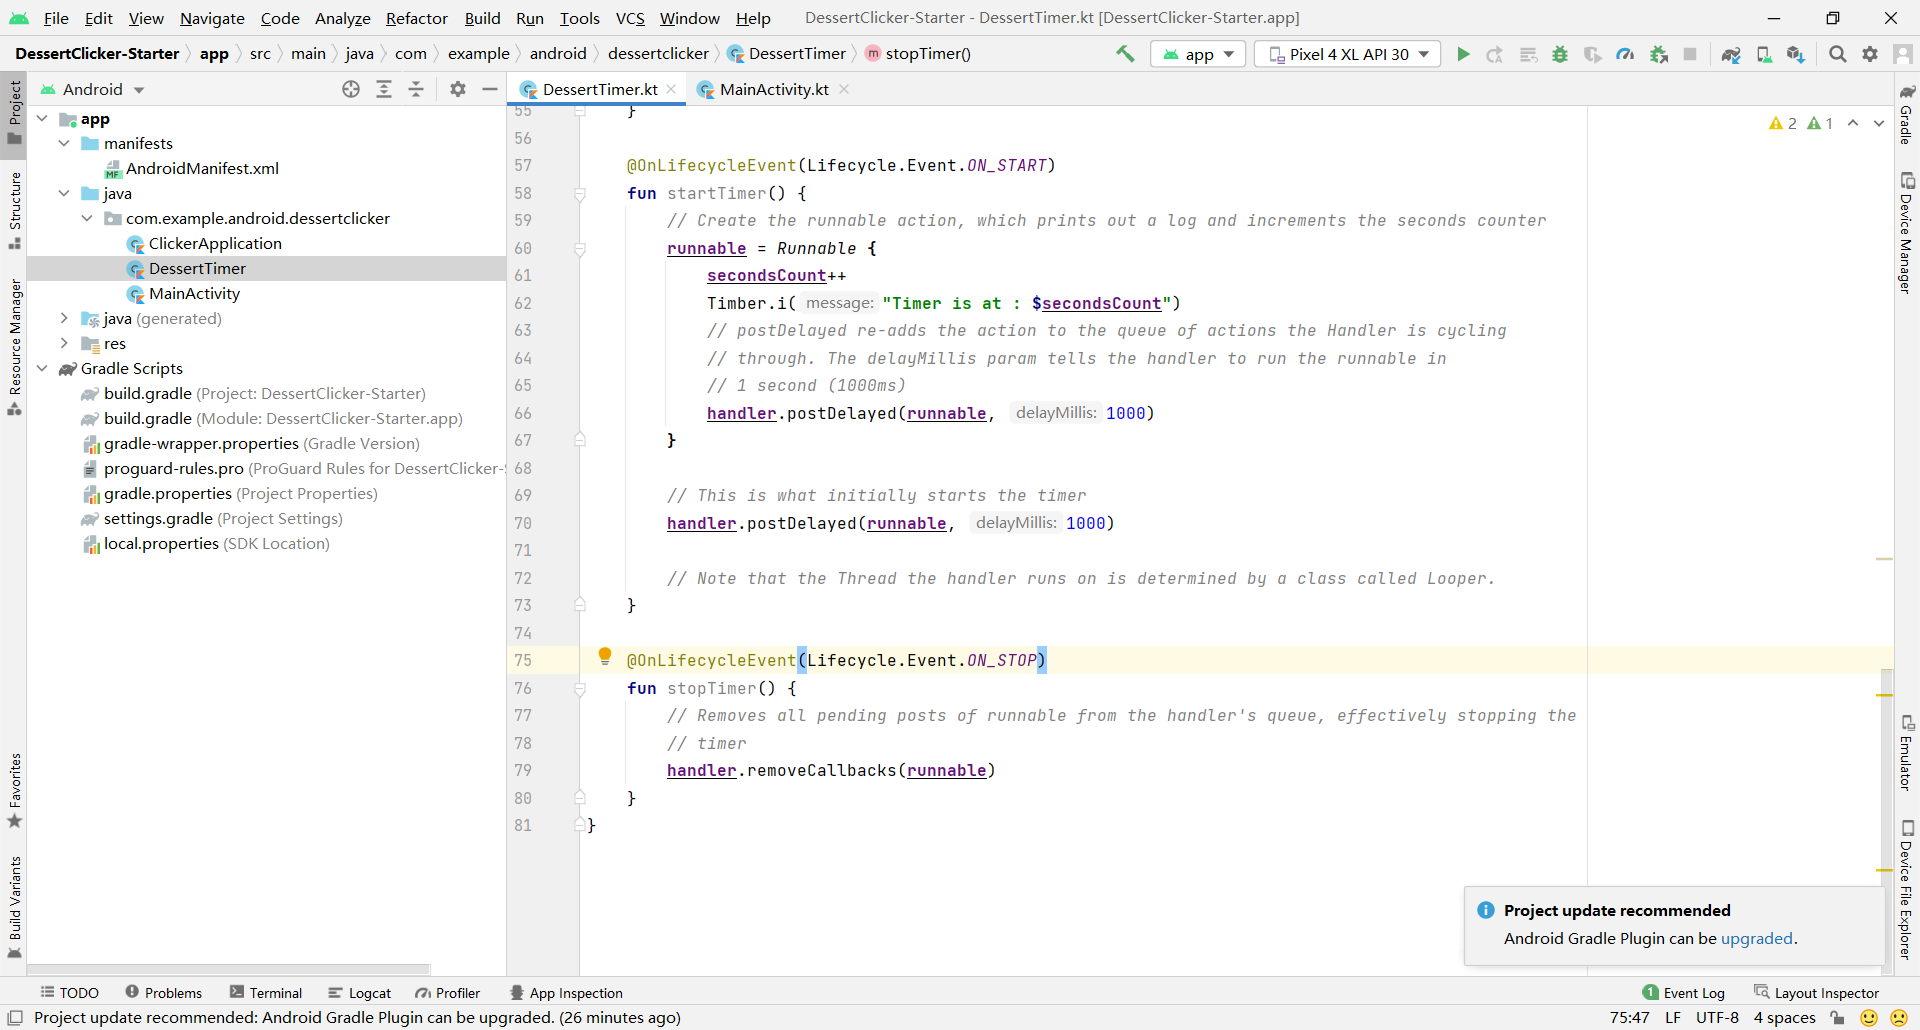 File Edit View Navigate Code Analyze Refactor Build Run Tools VCS Window Help DessertClicker-Starter - DessertTimer.kt [DessertClicker-Starter.app]
DessertClicker-Starter app src main java com example android dessertclicker DessertTimer stopTimer() app Pixel 4 XL API 30
Android
DessertTimer.kt MainActivity.kt
app
manifests
AndroidManifest.xml
java
com.example.android.dessertclicker
ClickerApplication
DessertTimer
MainActivity
java (generated)
res
Gradle Scripts
build.gradle (Project: DessertClicker-Starter)
build.gradle (Module: DessertClicker-Starter.app)
gradle-wrapper.properties (Gradle Version)
proguard-rules.pro (ProGuard Rules for DessertClicker-
gradle.properties (Project Properties)
settings.gradle (Project Settings)
local.properties (SDK Location)
Project
Structure
Resource Manager
Favorites
Build Variants
2 1
55 }
56
57 @OnLifecycleEvent(Lifecycle.Event.ON_START)
58 fun startTimer() {
59 // Create the runnable action, which prints out a log and increments the seconds counter
60 runnable = Runnable {
61 secondsCount++
62 Timber.i( message: "Timer is at : $secondsCount")
63 // postDelayed re-adds the action to the queue of actions the Handler is cycling
64 // through. The delayMillis param tells the handler to run the runnable in
65 // 1 second (1000ms)
66 handler.postDelayed(runnable, delayMillis: 1000)
67 }
68
69 // This is what initially starts the timer
70 handler.postDelayed(runnable, delayMillis: 1000)
71
72 // Note that the Thread the handler runs on is determined by a class called Looper.
73 }
74
75 @OnLifecycleEvent(Lifecycle.Event.ON_STOP)
76 fun stopTimer() {
77 // Removes all pending posts of runnable from the handler's queue, effectively stopping the
78 // timer
79 handler.removeCallbacks(runnable)
80 }
81 }
Gradle
Device Manager
Emulator
Device File Explorer
Project update recommended
Android Gradle Plugin can be upgraded.
TODO Problems Terminal Logcat Profiler App Inspection 1 Event Log Layout Inspector
Project update recommended: Android Gradle Plugin can be upgraded. (26 minutes ago) 75:47 LF UTF-8 4 spaces